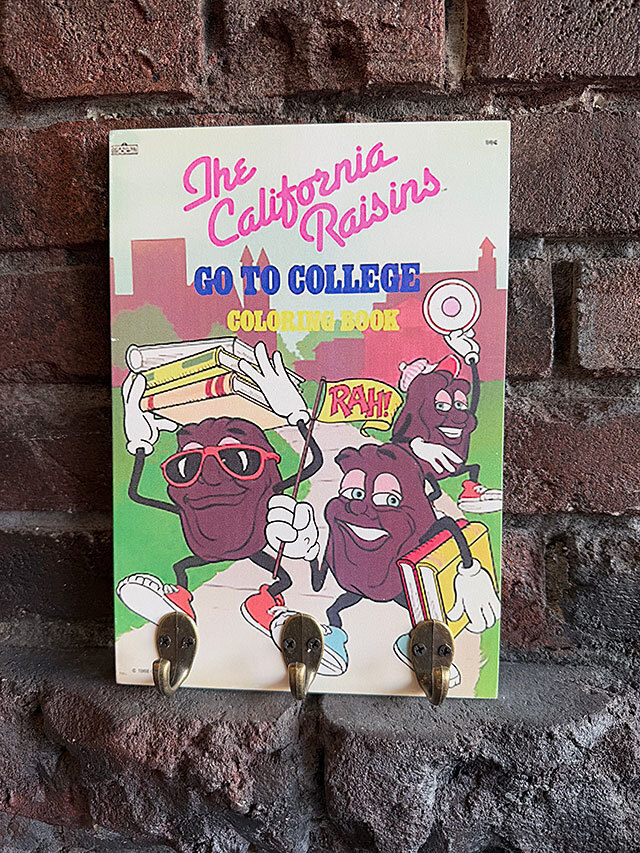 The
California
Raisins
GO TO COLLEGE
COLORING BOOK
RAH!